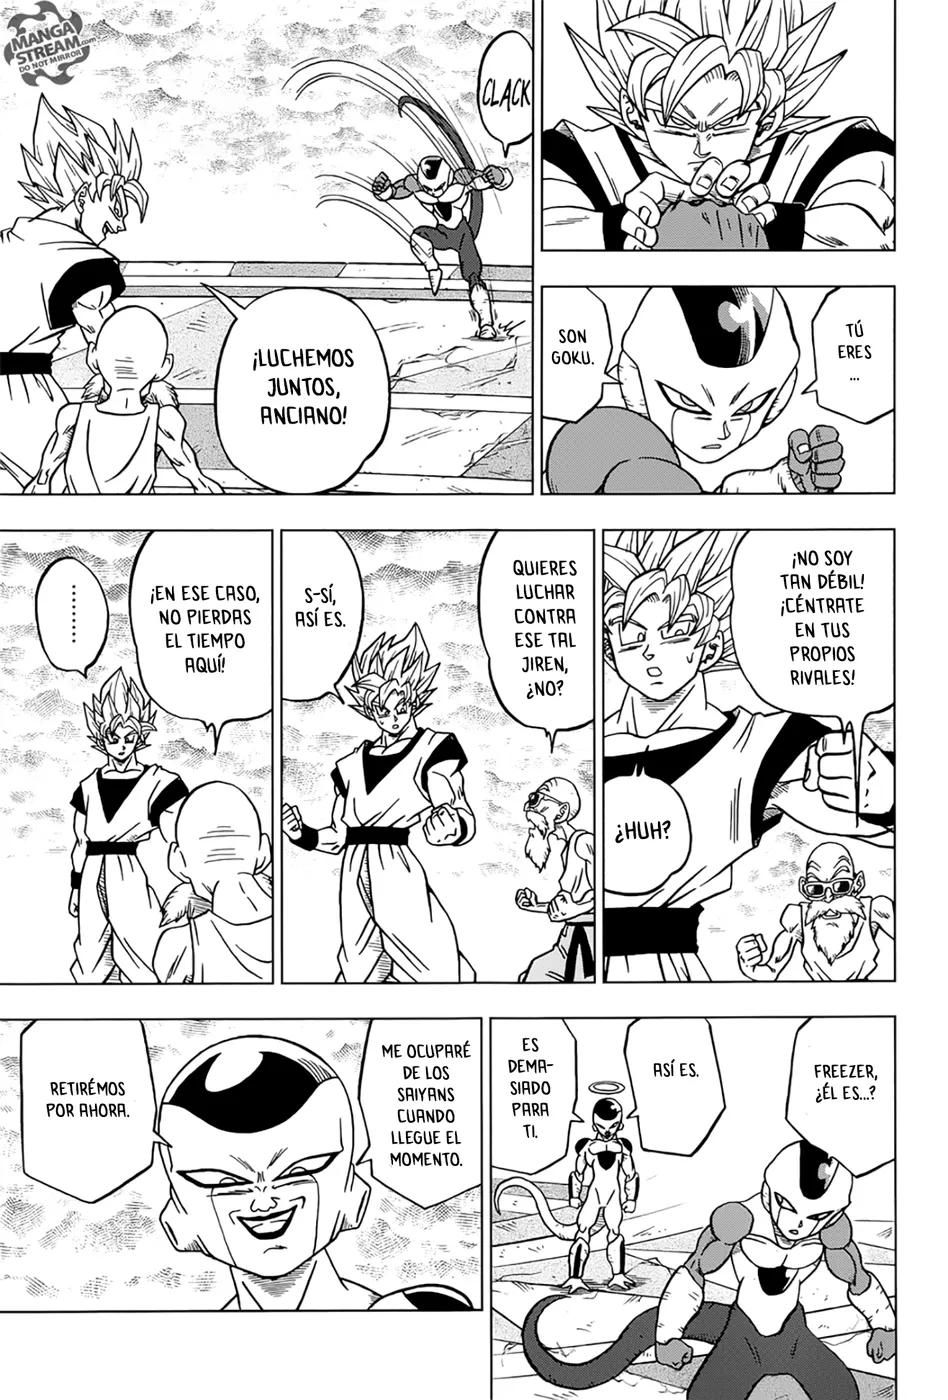 MANGA
STREAM.com
DO NOT MIRROR
TÚ
ERES
...
SON
GOKU.
CLACK
¡LUCHEMOS
JUNTOS,
ANCIANO!
¡NO SOY
TAN DÉBIL!
¡CÉNTRATE
EN TUS
PROPIOS
RIVALES!
¿HUH?
QUIERES
LUCHAR
CONTRA
ESE TAL
JIREN,
¿NO?
S-SÍ,
ASÍ ES.
¡EN ESE CASO,
NO PIERDAS
EL TIEMPO
AQUÍ!
........
FREEZER,
¿ÉL ES...?
ASÍ ES.
ES
DEMA-
SIADO
PARA
TI.
ME OCUPARÉ
DE LOS
SAIYANS
CUANDO
LLEGUE EL
MOMENTO.
RETIRÉMOS
POR AHORA.